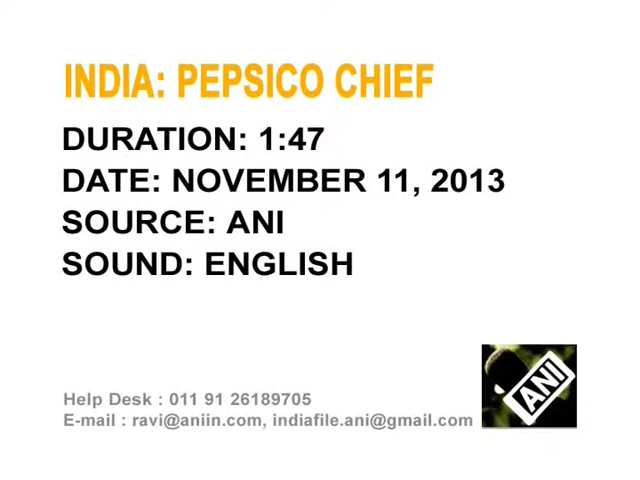 INDIA: PEPSICO CHIEF
DURATION: 1:47
DATE: NOVEMBER 11, 2013
SOURCE: ANI
SOUND: ENGLISH
ANI
Help Desk : 011 91 26189705
E-mail : ravi@aniin.com, indiafile.ani@gmail.com